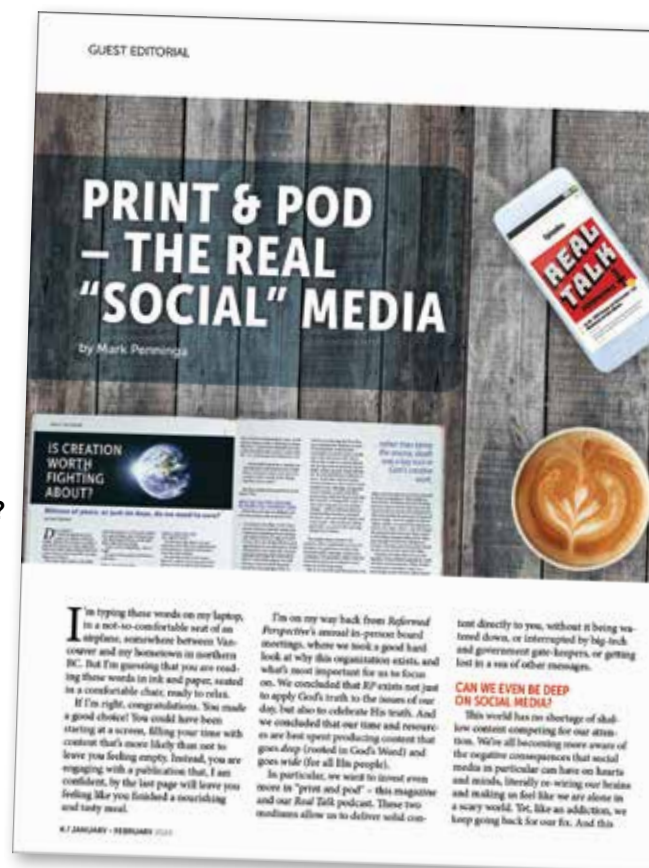 GUEST EDITORIAL
PRINT & POD
– THE REAL
"SOCIAL" MEDIA
by Mark Penninga
REAL
TALK
IS CREATION
WORTH
FIGHTING
ABOUT?
rather than being
?
I'm typing these words on my laptop,
in a not-so-comfortable seat of an
airplane, somewhere between Van-
couver and my hometown in northern
BC. But I'm guessing that you are read-
ing these words in ink and paper, seated
in a comfortable chair, ready to relax.
If I'm right, congratulations. You made
a good choice! You could have been
staring at a screen, filling your time with
content that's more likely than not to
leave you feeling empty. Instead, you are
engaging with a publication that, I am
confident, by the last page will leave you
feeling like you finished a nourishing
and tasty meal.
I'm on my way back from Reformed
Perspective's annual in-person board
meetings, where we took a good hard
look at why this organization exists, and
what's most important for us to focus
on. We concluded that RP exists not just
to apply God's truth to the issues of our
day, but also to celebrate His truth. And
we concluded that our time and resourc-
es are best spent producing content that
goes deep (rooted in God's Word) and
goes wide (for all His people).
In particular, we want to invest even
more in "print and pod" – this magazine
and our Real Talk podcast. These two
mediums allow us to deliver solid con-
tent directly to you, without it being wa-
tered down, or interrupted by big-tech
and government gate-keepers, or getting
lost in a sea of other messages.
CAN WE EVEN BE DEEP
ON SOCIAL MEDIA?
This world has no shortage of shal-
low content competing for our atten-
tion. We're all becoming more aware of
the negative consequences that social
media in particular can have on hearts
and minds, literally re-wiring our brains
and making us feel like we are alone in
a scary world. Yet, like an addiction, we
keep going back for our fix. And this
6 / JANUARY - FEBRUARY